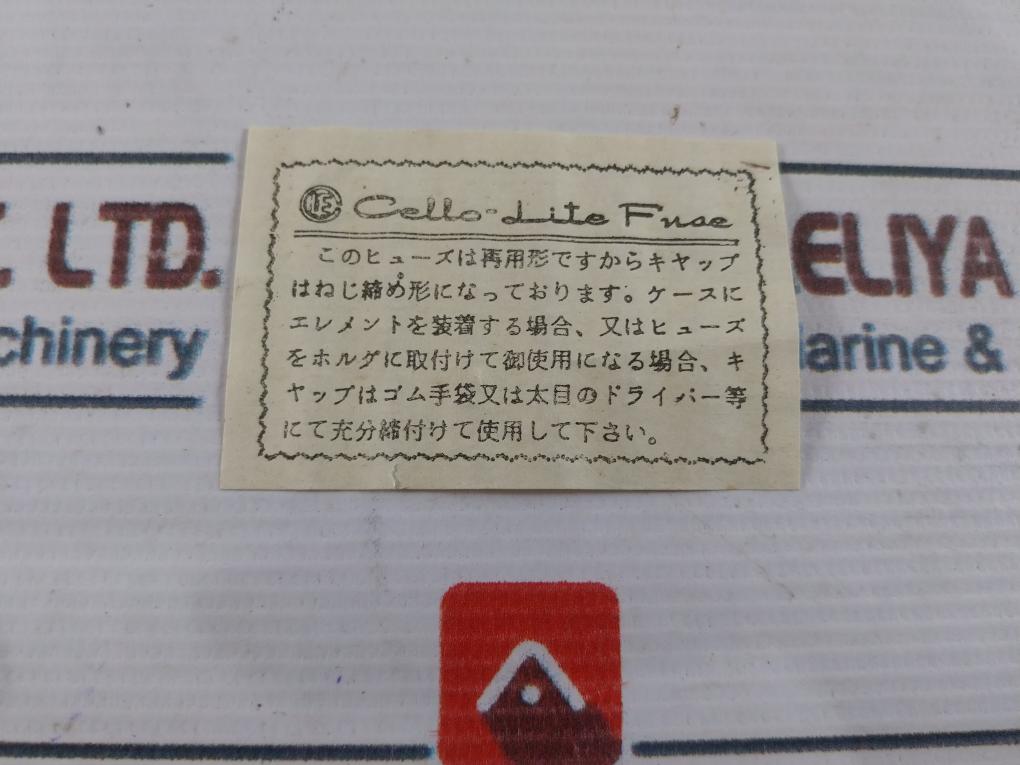 Cello-Lite Fuse
このヒューズは再用形ですからキャップ
はねじ締め形になっております。ケースに
エレメントを装着する場合、又はヒューズ
をホルダに取付けて御使用になる場合、キ
ャップはゴム手袋又は太目のドライバー等
にて充分締付けて使用して下さい。
LTD.
ELIYA
chinery
arine &